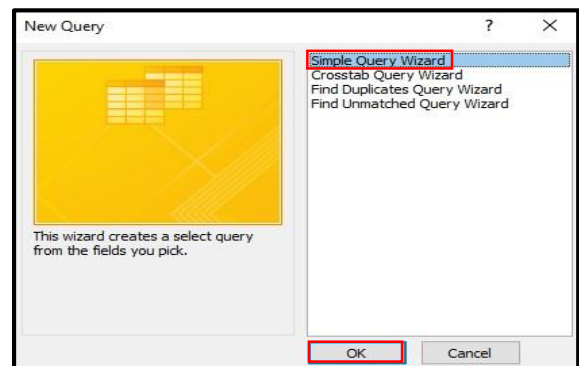 New Query
? ×
Simple Query Wizard
Crosstab Query Wizard
Find Duplicates Query Wizard
Find Unmatched Query Wizard
This wizard creates a select query
from the fields you pick.
OK
Cancel